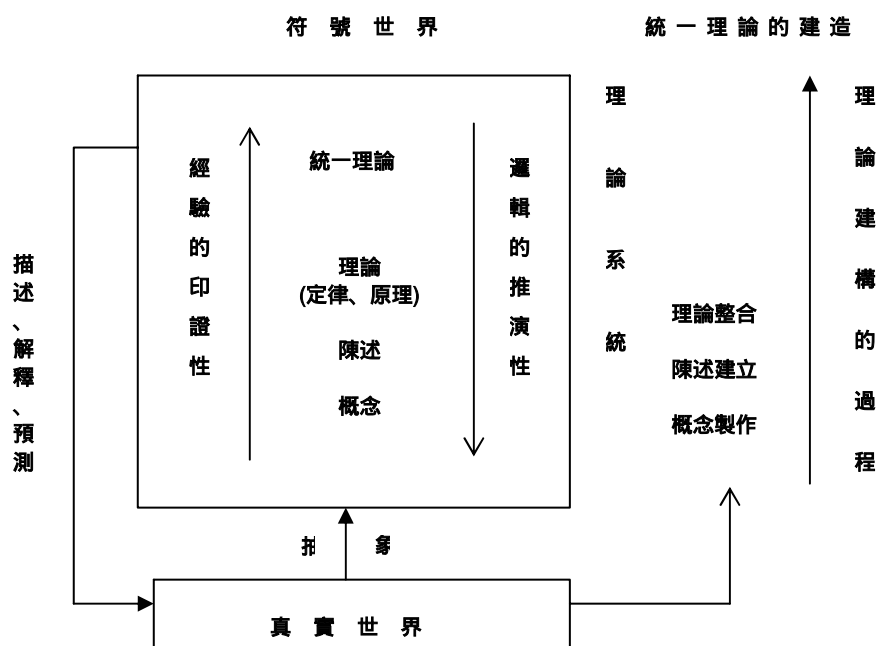 符號世界
統一理論的建造
經驗的印證性
統一理論
理論
(定律、原理)
陳述
概念
邏輯的推演性
理論系統
理論整合
陳述建立
概念製作
理論建構的過程
描述、解釋、預測
抽象
真實世界